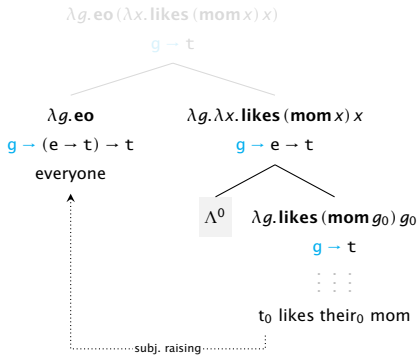 λg.eo(λx.likes(mom x) x)
g → t
λg.eo
g → (e → t) → t
everyone
λg.λx.likes(mom x) x
g → e → t
Λ⁰
λg.likes(mom g₀) g₀
g → t
t₀ likes their₀ mom
subj. raising